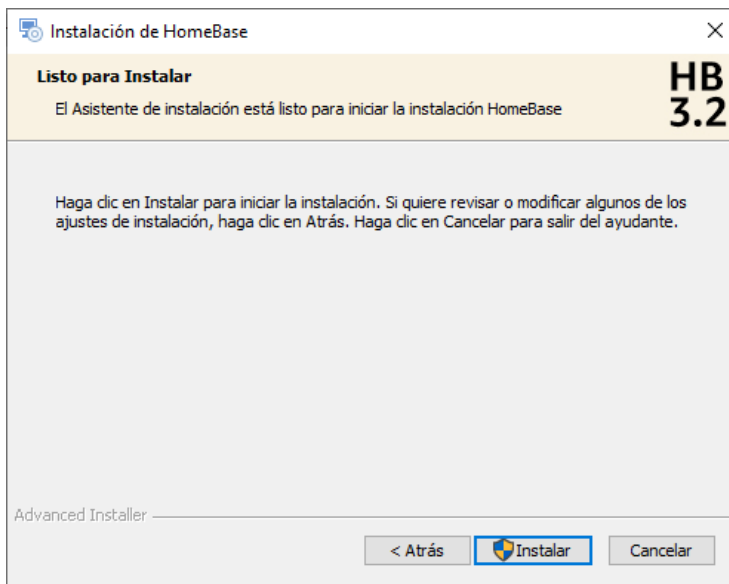 Instalación de HomeBase
Listo para Instalar
El Asistente de instalación está listo para iniciar la instalación HomeBase
HB
3.2
Haga clic en Instalar para iniciar la instalación. Si quiere revisar o modificar algunos de los
ajustes de instalación, haga clic en Atrás. Haga clic en Cancelar para salir del ayudante.
Advanced Installer
< Atrás
Instalar
Cancelar